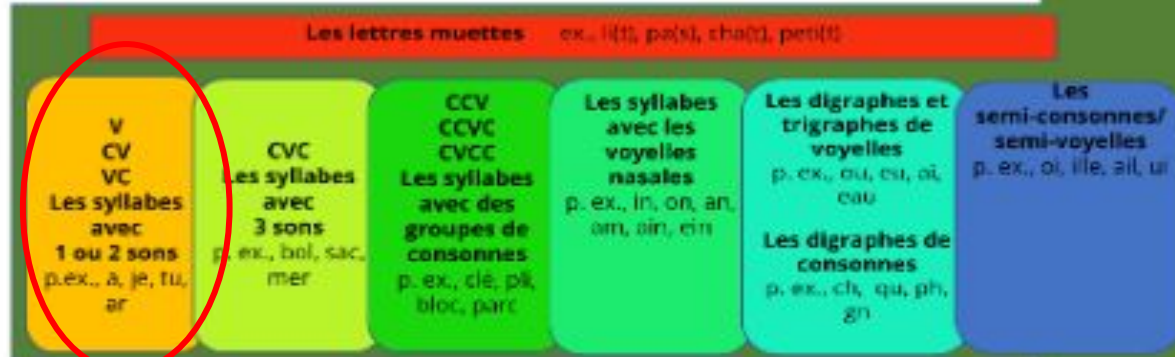 Les lettres muettes ex., li(t), pa(s), cha(t), peti(t)
V
CV
VC
Les syllabes
avec
1 ou 2 sons
p.ex., a, je, tu,
ar
CVC
Les syllabes
avec
3 sons
p. ex., bol, sac,
mer
CCV
CCVC
CVCC
Les syllabes
avec des
groupes de
consonnes
p. ex., clé, pli,
bloc, parc
Les syllabes
avec les
voyelles
nasales
p. ex., in, on, an,
om, ain, ein
Les digraphes et
trigraphes de
voyelles
p. ex., ou, eu, ai,
eau
Les digraphes de
consonnes
p. ex., ch, qu, ph,
gn
Les
semi-consonnes/
semi-voyelles
p. ex., oi, ille, ail, ui